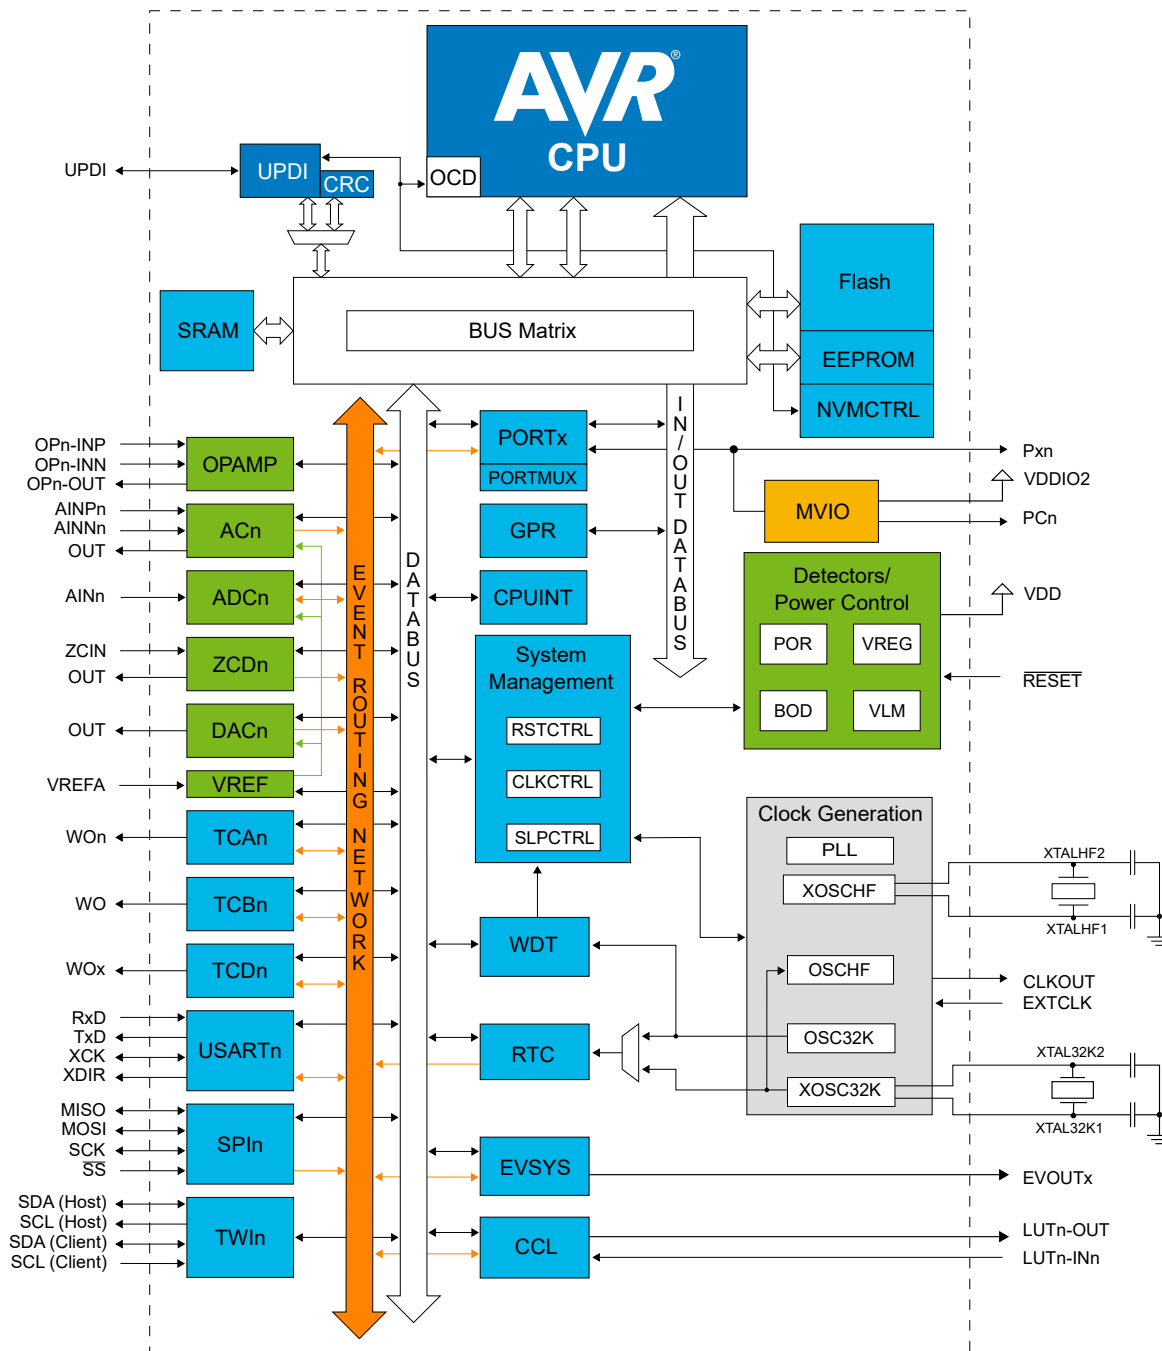 AVR®
CPU
OCD
UPDI
UPDI
CRC
Flash
EEPROM
NVMCTRL
SRAM
BUS Matrix
IN/OUT DATABUS
DATABUS
EVENT ROUTING NETWORK
OPn-INP
OPn-INN
OPn-OUT
OPAMP
AINPn
AINNn
OUT
ACn
AINn
ADCn
ZCIN
OUT
ZCDn
OUT
DACn
VREFA
VREF
WOn
TCAn
WO
TCBn
WOx
TCDn
RxD
TxD
XCK
XDIR
USARTn
MISO
MOSI
SCK
SS
SPIn
SDA (Host)
SCL (Host)
SDA (Client)
SCL (Client)
TWIn
PORTx
PORTMUX
GPR
CPUINT
System
Management
RSTCTRL
CLKCTRL
SLPCTRL
WDT
RTC
EVSYS
CCL
MVIO
Pxn
VDDIO2
PCn
Detectors/
Power Control
POR
VREG
BOD
VLM
VDD
RESET
Clock Generation
PLL
XOSCHF
OSCHF
OSC32K
XOSC32K
XTALHF2
XTALHF1
CLKOUT
EXTCLK
XTAL32K2
XTAL32K1
EVOUTx
LUTn-OUT
LUTn-INn